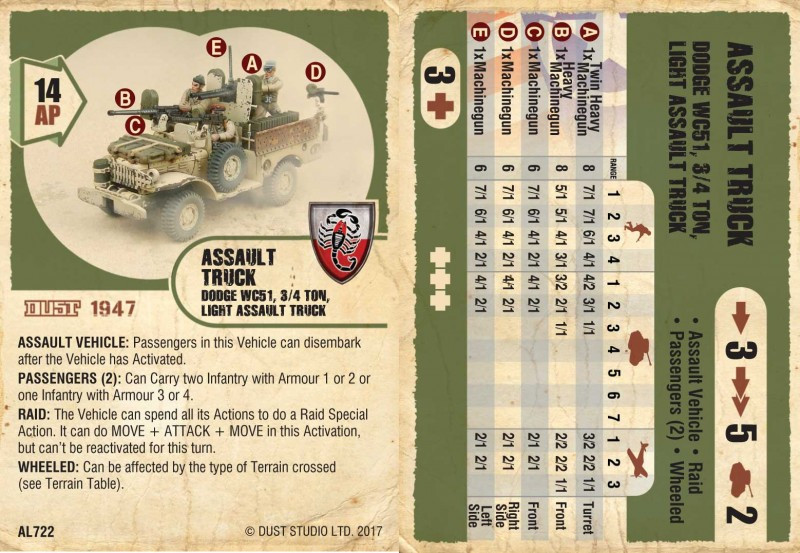 E
A
D
B
C
14
AP
ASSAULT
TRUCK
DODGE WC51, 3/4 TON,
LIGHT ASSAULT TRUCK
DUST 1947
ASSAULT VEHICLE: Passengers in this Vehicle can disembark
after the Vehicle has Activated.
PASSENGERS (2): Can Carry two Infantry with Armour 1 or 2 or
one Infantry with Armour 3 or 4.
RAID: The Vehicle can spend all its Actions to do a Raid Special
Action. It can do MOVE + ATTACK + MOVE in this Activation,
but can't be reactivated for this turn.
WHEELED: Can be affected by the type of Terrain crossed
(see Terrain Table).
AL722
© DUST STUDIO LTD. 2017
ASSAULT TRUCK
DODGE WC51, 3/4 TON,
LIGHT ASSAULT TRUCK
3 5 2
• Assault Vehicle • Raid
• Passengers (2) • Wheeled
RANGE 1 2 3 4 1 2 3 4 5 6 7 1 2 3
A 1x Twin Heavy Machinegun 8 7/1 7/1 6/1 4/1 4/2 3/1 1/1 3/2 2/2 1/1 Turret
B 1x Heavy Machinegun 8 5/1 5/1 4/1 3/1 3/2 2/1 1/1 2/2 2/2 1/1 Front
C 1x Machinegun 6 7/1 6/1 4/1 2/1 4/1 2/1 2/1 2/1 Front
D 1x Machinegun 6 7/1 6/1 4/1 2/1 4/1 2/1 2/1 2/1 Right Side
E 1x Machinegun 6 7/1 6/1 4/1 2/1 4/1 2/1 2/1 2/1 Left Side
3